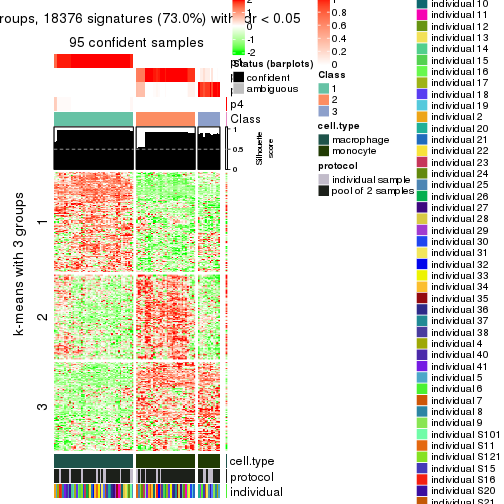 roups, 18376 signatures (73.0%) with fdr < 0.05
95 confident samples
p4
Class
1
0.5
0
Silhouette
score
2
1
0
-1
-2
Status (barplots)
confident
ambiguous
0.8
0.6
0.4
0.2
0
Class
1
2
3
cell.type
macrophage
monocyte
protocol
individual sample
pool of 2 samples
k-means with 3 groups
1
2
3
cell.type
protocol
individual
individual 10
individual 11
individual 12
individual 13
individual 14
individual 15
individual 16
individual 17
individual 18
individual 19
individual 2
individual 20
individual 21
individual 22
individual 23
individual 24
individual 25
individual 26
individual 27
individual 28
individual 29
individual 30
individual 31
individual 32
individual 33
individual 34
individual 35
individual 36
individual 37
individual 38
individual 4
individual 40
individual 41
individual 5
individual 6
individual 7
individual 8
individual 9
individual S101
individual S11
individual S121
individual S15
individual S16
individual S20
individual S21